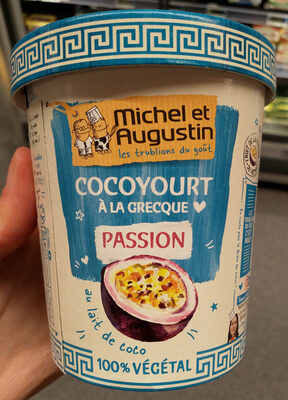 Michel et
Augustin
les trublions du goût
COCOYOURT
À LA GRECQUE
PASSION
au lait de coco
100% VÉGÉTAL